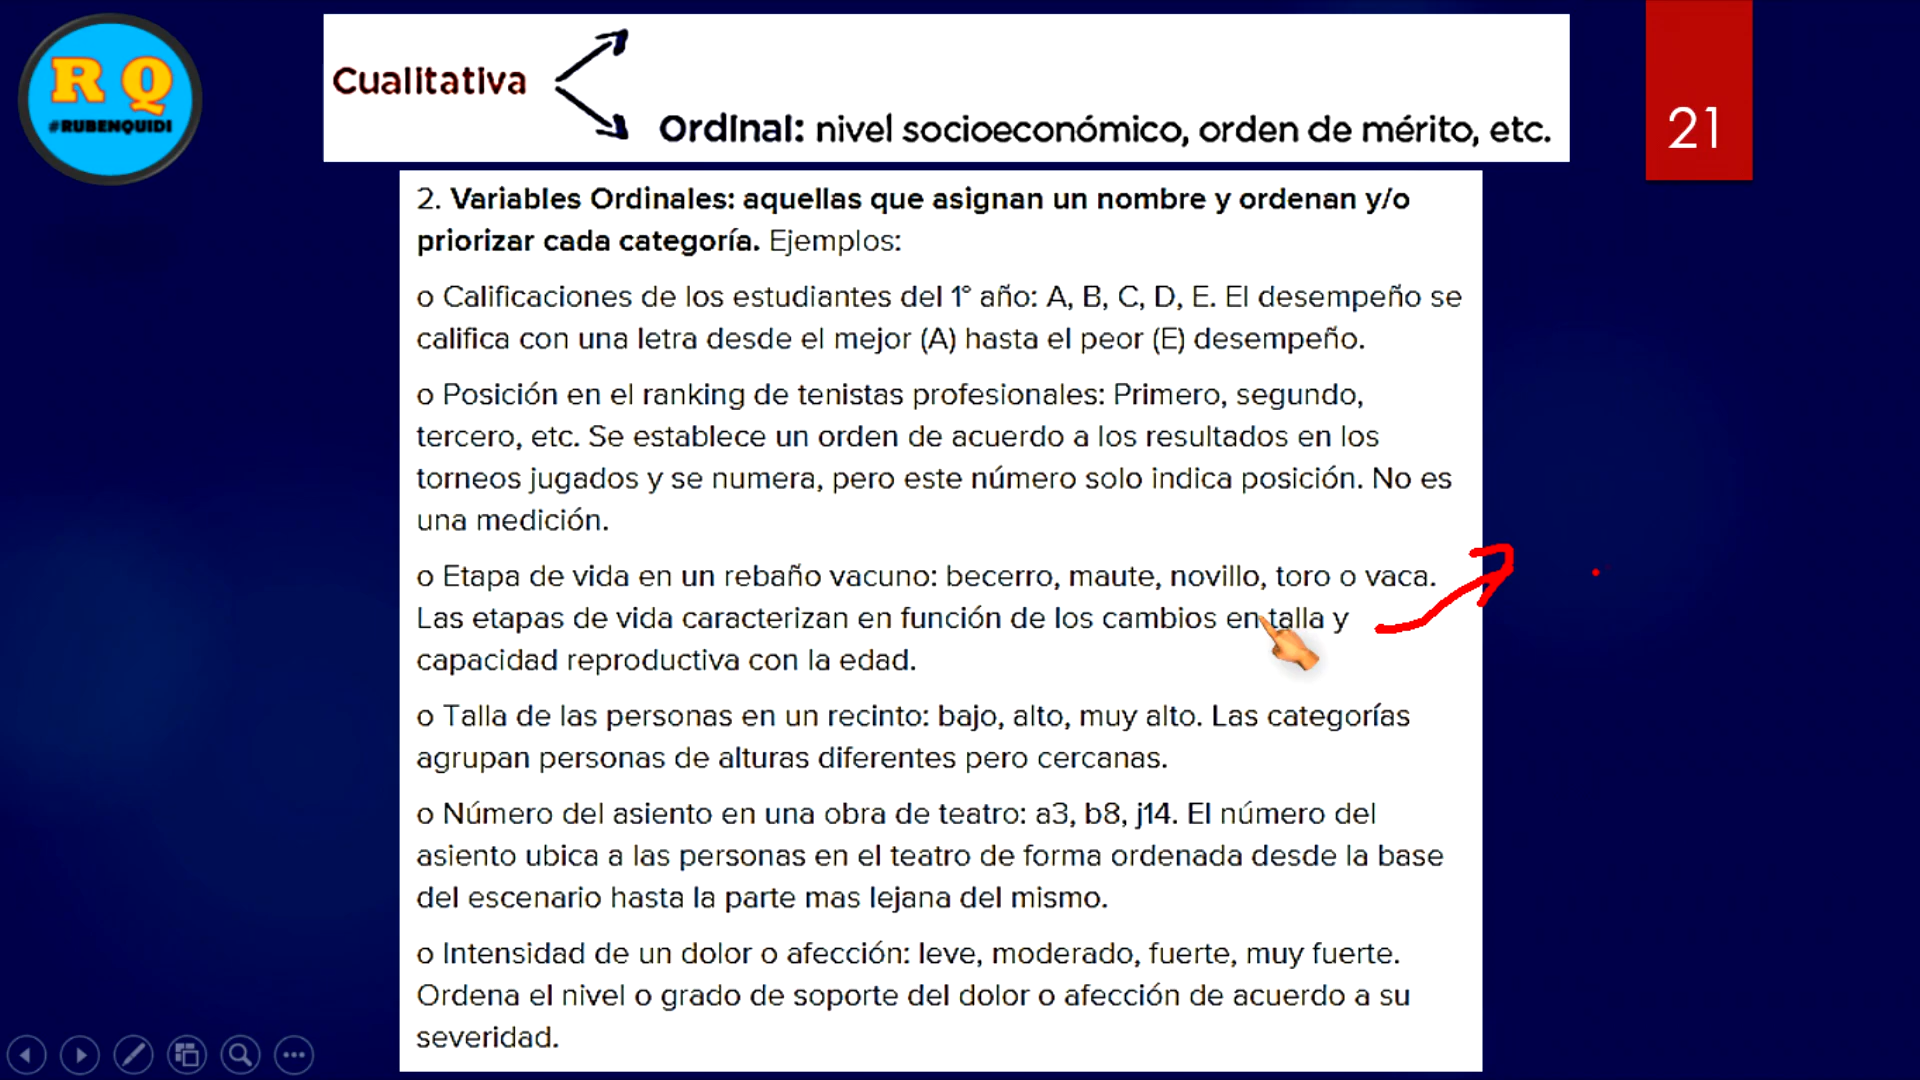 R Q
#RUBENQUIDI
Cualitativa
Ordinal: nivel socioeconómico, orden de mérito, etc.
21
2. Variables Ordinales: aquellas que asignan un nombre y ordenan y/o
priorizar cada categoría. Ejemplos:
o Calificaciones de los estudiantes del 1° año: A, B, C, D, E. El desempeño se
califica con una letra desde el mejor (A) hasta el peor (E) desempeño.
o Posición en el ranking de tenistas profesionales: Primero, segundo,
tercero, etc. Se establece un orden de acuerdo a los resultados en los
torneos jugados y se numera, pero este número solo indica posición. No es
una medición.
o Etapa de vida en un rebaño vacuno: becerro, maute, novillo, toro o vaca.
Las etapas de vida caracterizan en función de los cambios en talla y
capacidad reproductiva con la edad.
o Talla de las personas en un recinto: bajo, alto, muy alto. Las categorías
agrupan personas de alturas diferentes pero cercanas.
o Número del asiento en una obra de teatro: a3, b8, j14. El número del
asiento ubica a las personas en el teatro de forma ordenada desde la base
del escenario hasta la parte mas lejana del mismo.
o Intensidad de un dolor o afección: leve, moderado, fuerte, muy fuerte.
Ordena el nivel o grado de soporte del dolor o afección de acuerdo a su
severidad.